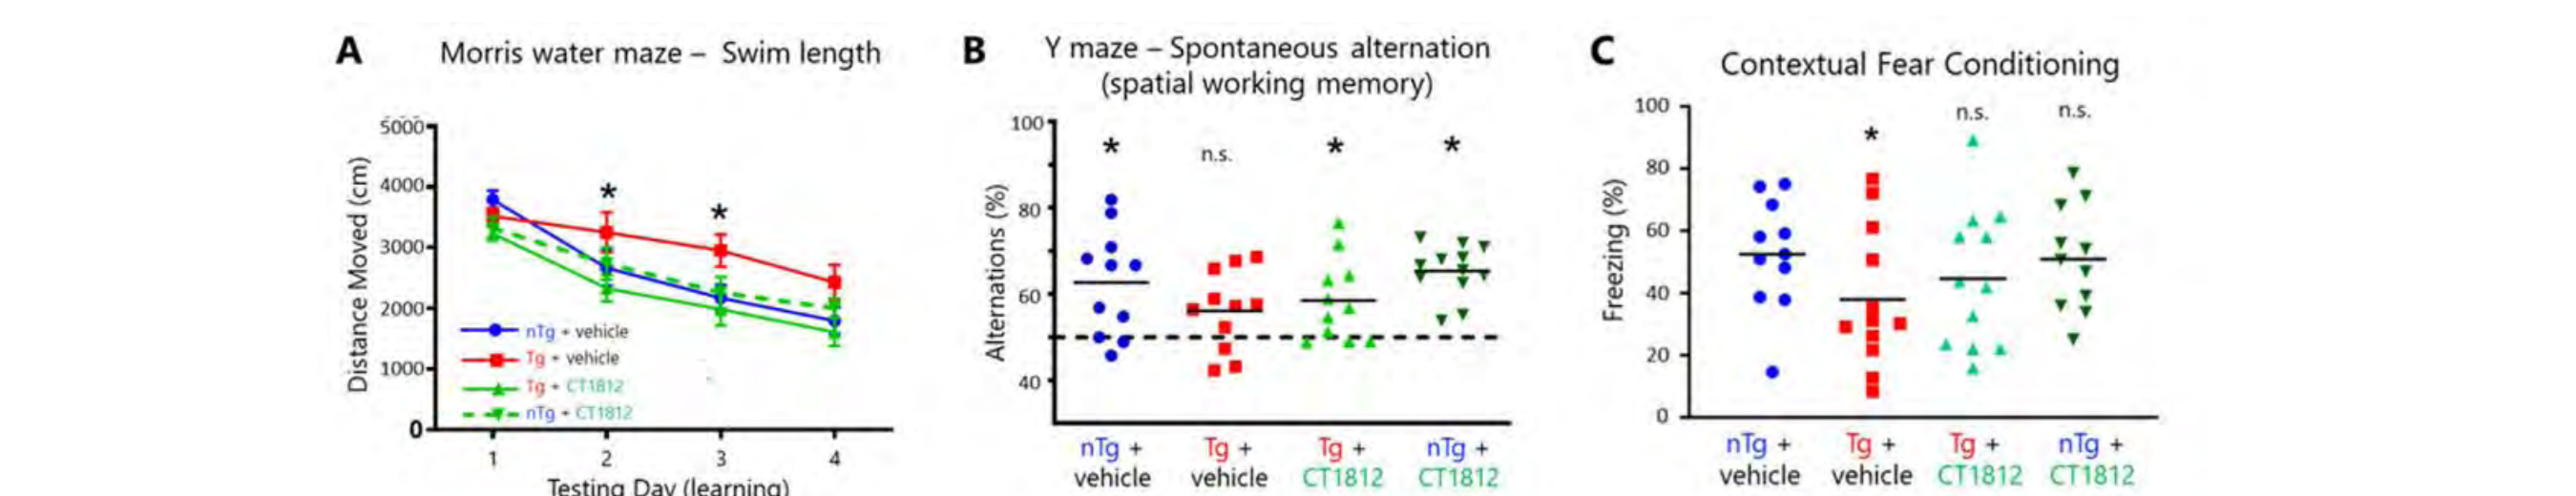 A
Morris water maze – Swim length
5000
4000
3000
2000
1000
0
Distance Moved (cm)
*
*
nTg + vehicle
Tg + vehicle
Tg + CT1812
nTg + CT1812
1 2 3 4
Testing Day (learning)
B
Y maze – Spontaneous alternation
(spatial working memory)
100
80
60
40
Alternations (%)
* n.s. * *
nTg + Tg + Tg + nTg +
vehicle vehicle CT1812 CT1812
C
Contextual Fear Conditioning
100
80
60
40
20
0
Freezing (%)
* n.s. n.s.
nTg + Tg + Tg + nTg +
vehicle vehicle CT1812 CT1812